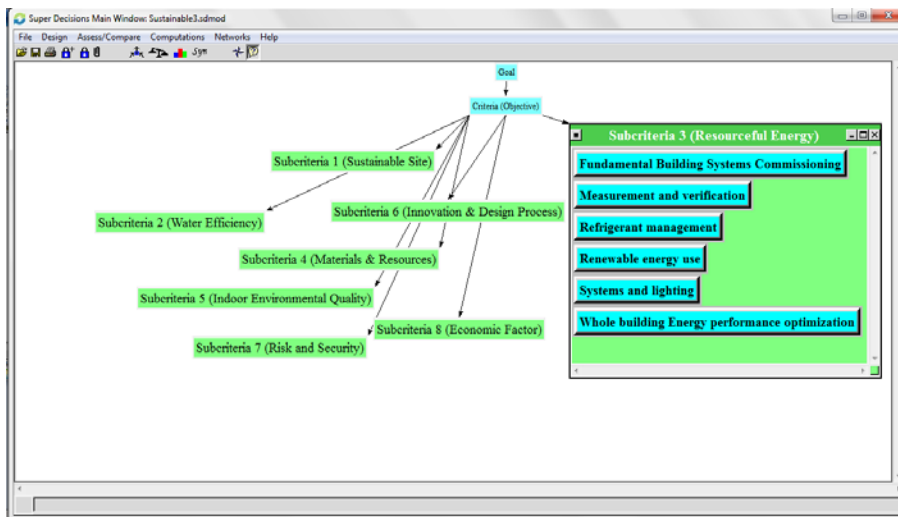 Super Decisions Main Window: Sustainable3.sdmod
File Design Assess/Compare Computations Networks Help
Syn
Goal
Criteria (Objective)
Subcriteria 3 (Resourceful Energy)
Subcriteria 1 (Sustainable Site)
Fundamental Building Systems Commissioning
Measurement and verification
Subcriteria 6 (Innovation & Design Process)
Subcriteria 2 (Water Efficiency)
Refrigerant management
Subcriteria 4 (Materials & Resources)
Renewable energy use
Subcriteria 5 (Indoor Environmental Quality)
Systems and lighting
Subcriteria 8 (Economic Factor)
Whole building Energy performance optimization
Subcriteria 7 (Risk and Security)